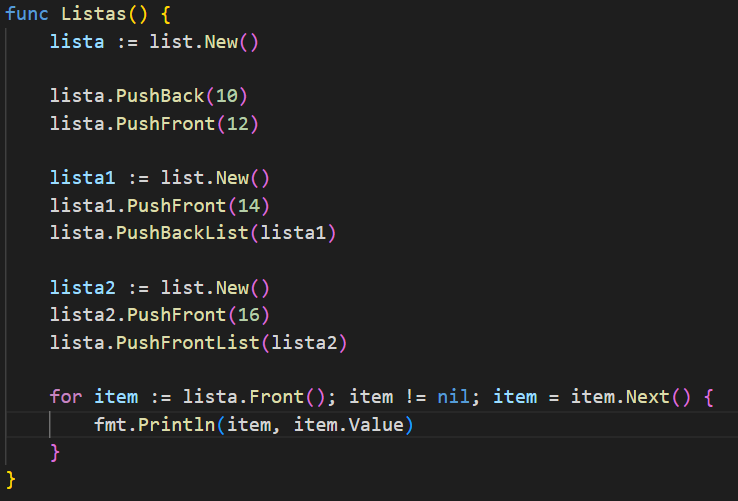 func Listas() {
    lista := list.New()

    lista.PushBack(10)
    lista.PushFront(12)

    lista1 := list.New()
    lista1.PushFront(14)
    lista.PushBackList(lista1)

    lista2 := list.New()
    lista2.PushFront(16)
    lista.PushFrontList(lista2)

    for item := lista.Front(); item != nil; item = item.Next() {
        fmt.Println(item, item.Value)
    }
}